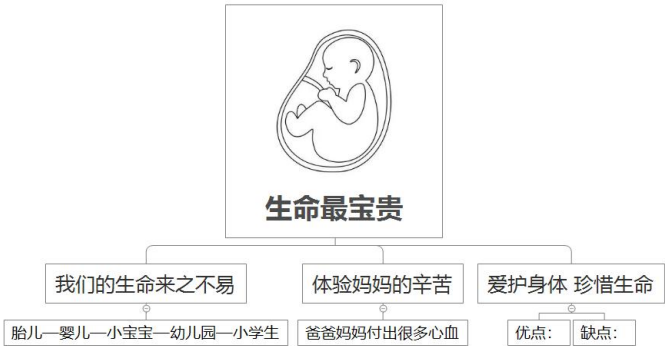 生命最宝贵
我们的生命来之不易
体验妈妈的辛苦
爱护身体 珍惜生命
胎儿—婴儿—小宝宝—幼儿园—小学生
爸爸妈妈付出很多心血
优点：
缺点：